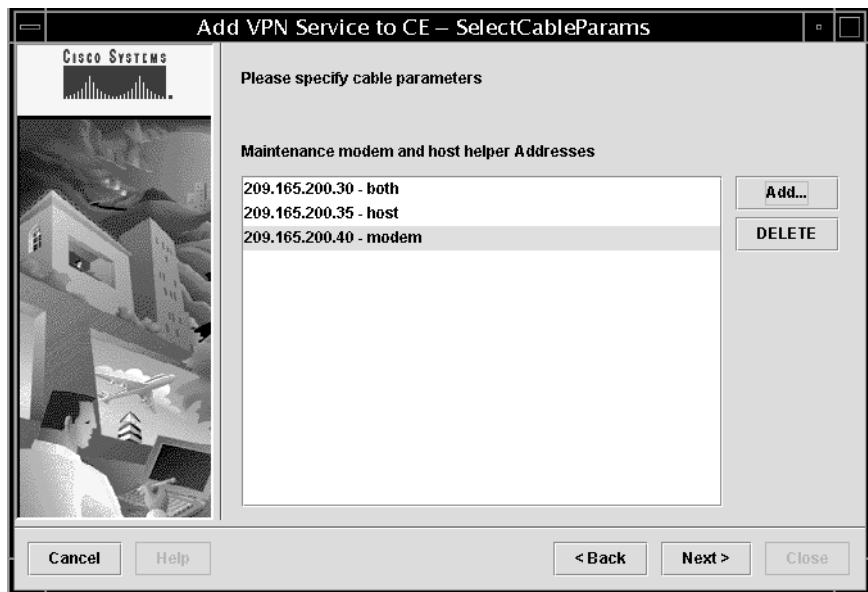 Add VPN Service to CE – SelectCableParams
CISCO SYSTEMS
Please specify cable parameters
Maintenance modem and host helper Addresses
209.165.200.30 - both
209.165.200.35 - host
209.165.200.40 - modem
Add...
DELETE
Cancel
Help
< Back
Next >
Close